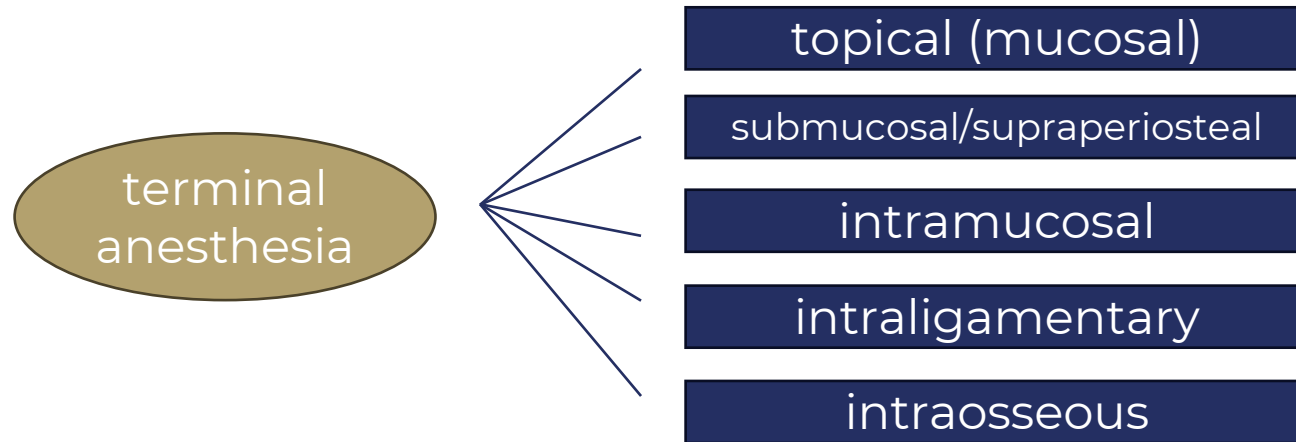 terminal
anesthesia
topical (mucosal)
submucosal/supraperiosteal
intramucosal
intraligamentary
intraosseous